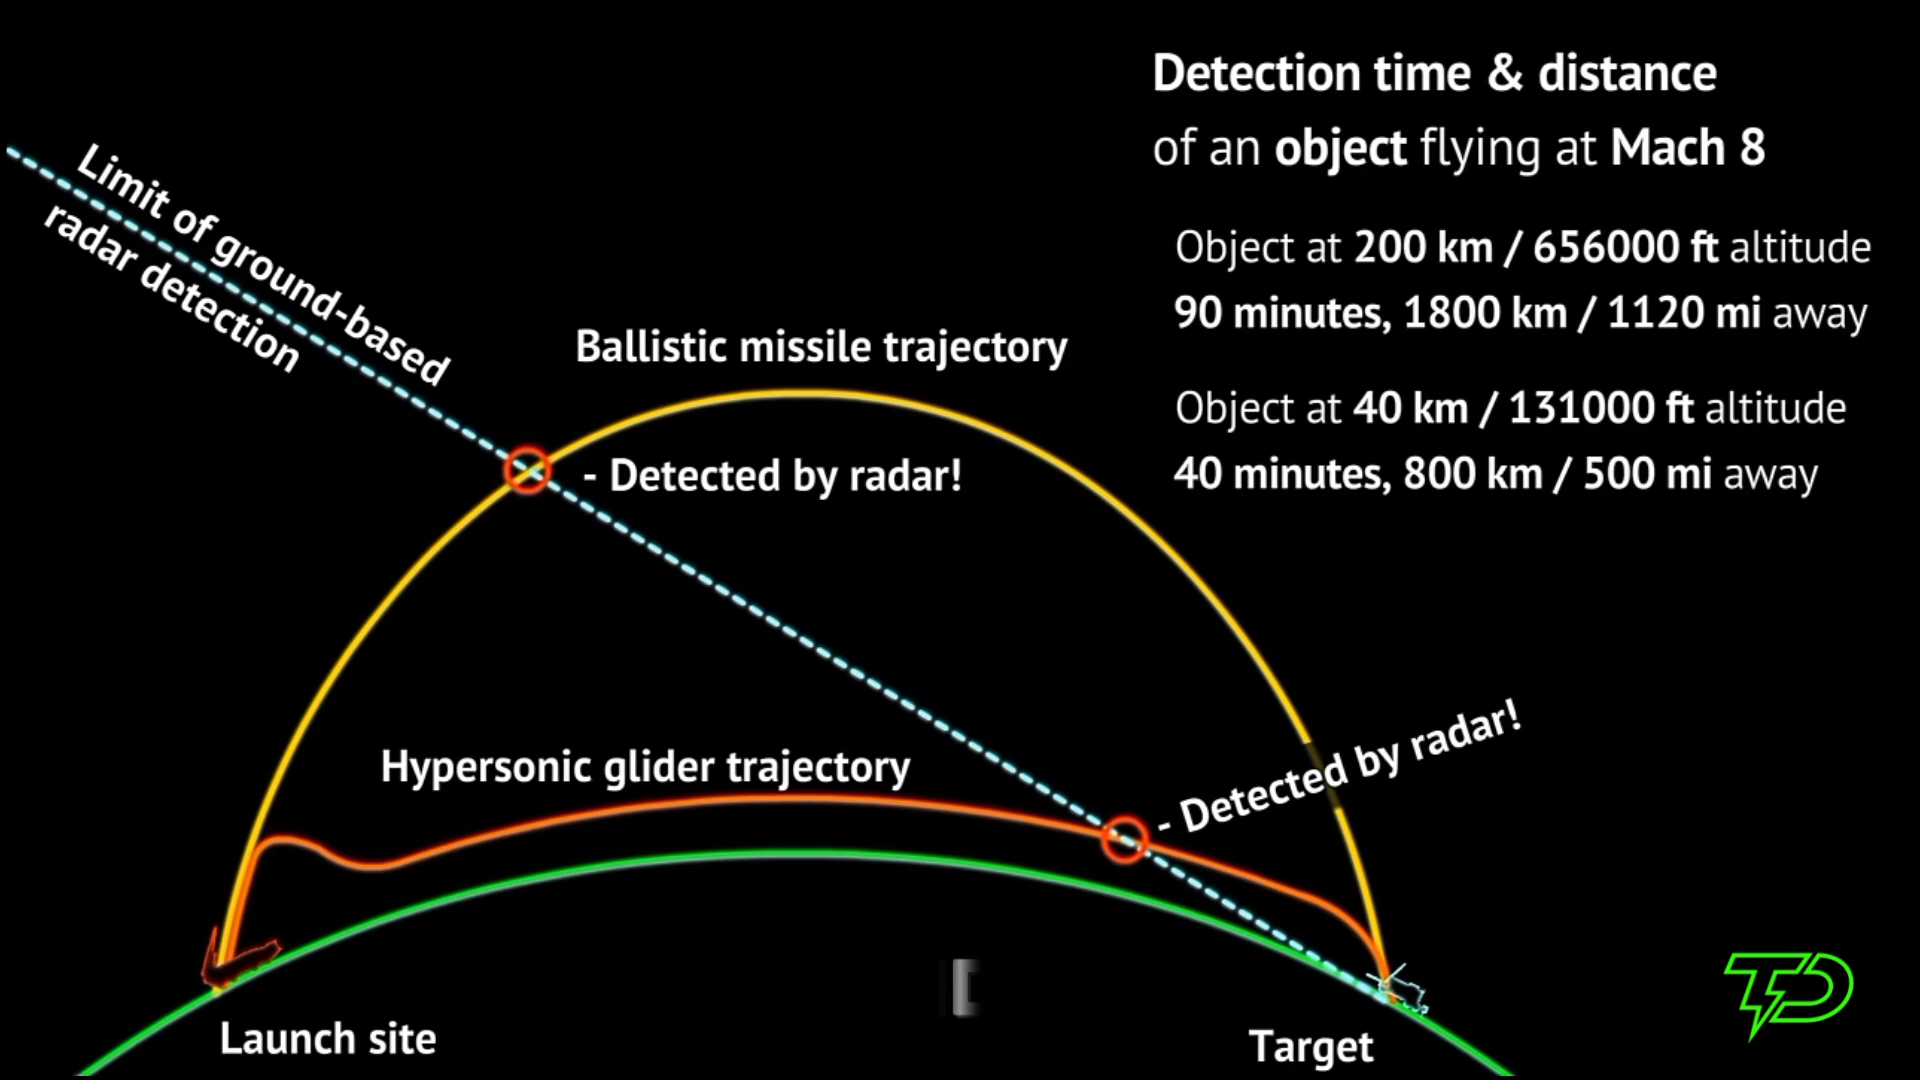 Detection time & distance
of an object flying at Mach 8
Object at 200 km / 656000 ft altitude
90 minutes, 1800 km / 1120 mi away
Object at 40 km / 131000 ft altitude
40 minutes, 800 km / 500 mi away
Limit of ground-based
radar detection
Ballistic missile trajectory
- Detected by radar!
Hypersonic glider trajectory
- Detected by radar!
Launch site
Target
TD